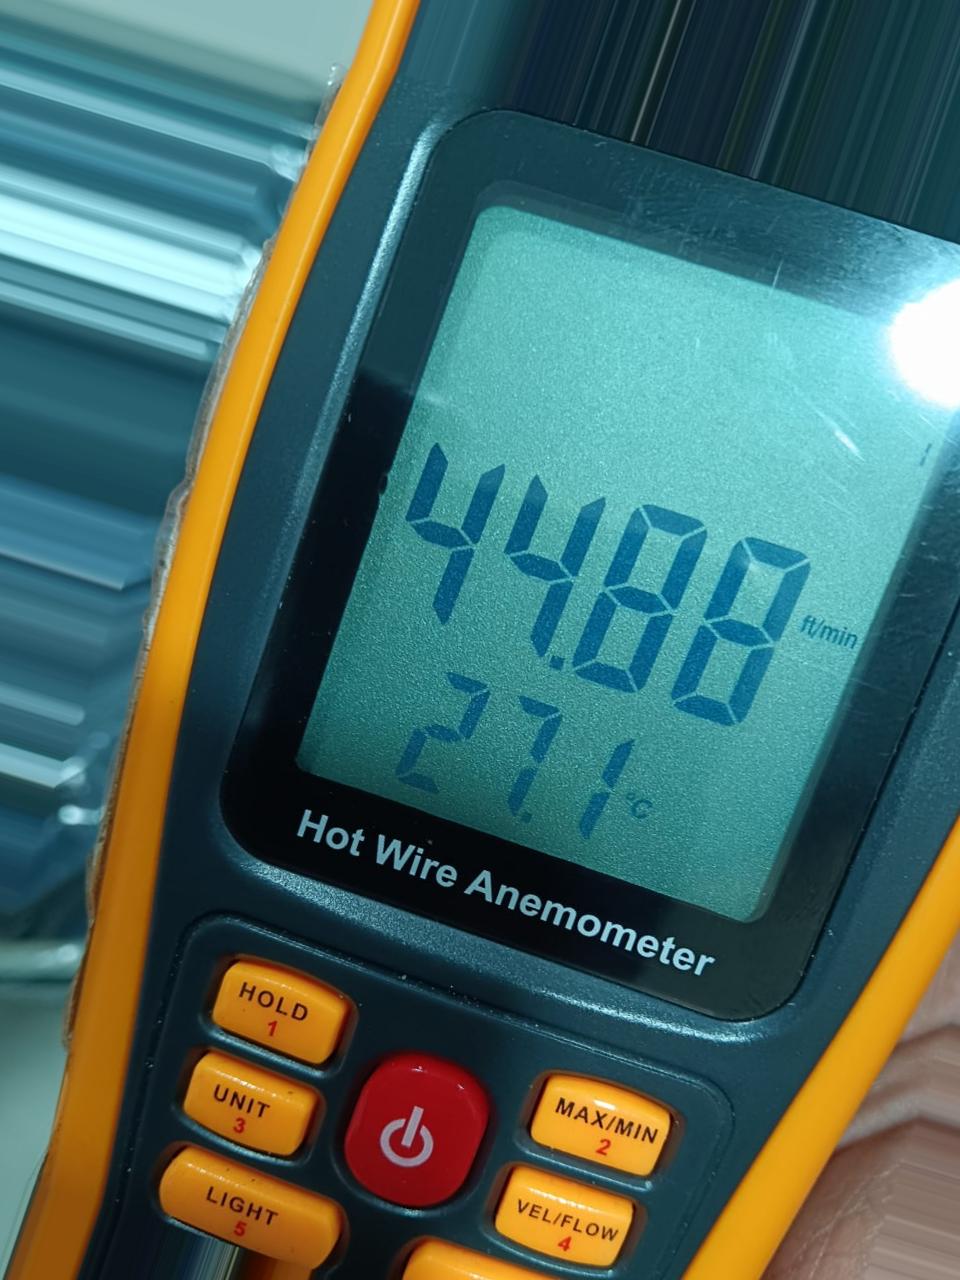 44.88 ft/min
27.1 °C
Hot Wire Anemometer
HOLD
1
UNIT
3
MAX/MIN
2
LIGHT
5
VEL/FLOW
4